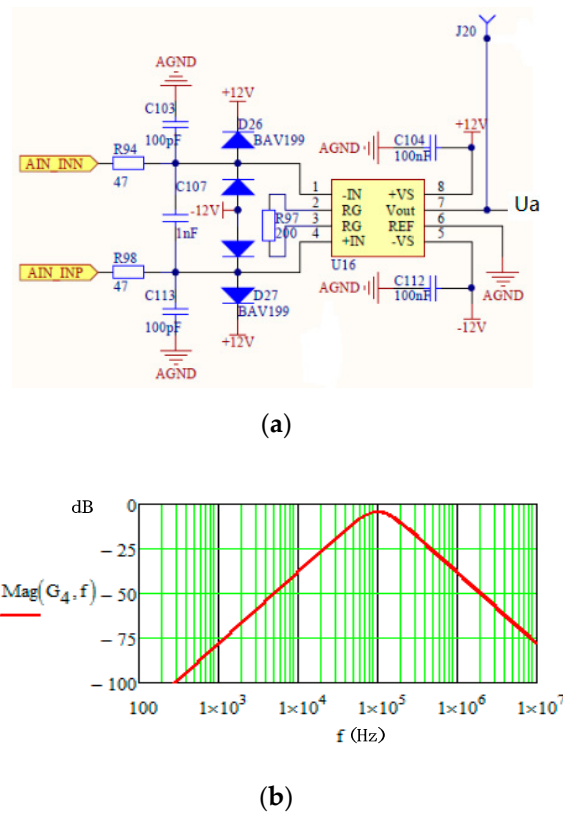 J20
AGND
C103
100pF
+12V
D26
BAV199
+12V
C104
100nF
AGND
R94
AIN_INN
47
C107
-12V
1nF
R97
200
1 -IN +VS 8
2 RG Vout 7
3 RG REF 6
4 +IN -VS 5
U16
Ua
R98
AIN_INP
47
C113
100pF
D27
BAV199
C112
100nF
AGND
AGND
-12V
+12V
AGND
(a)
dB
0
−25
Mag(G4,f) −50
−75
−100
100 1×10³ 1×10⁴ 1×10⁵ 1×10⁶ 1×10⁷
f (Hz)
(b)